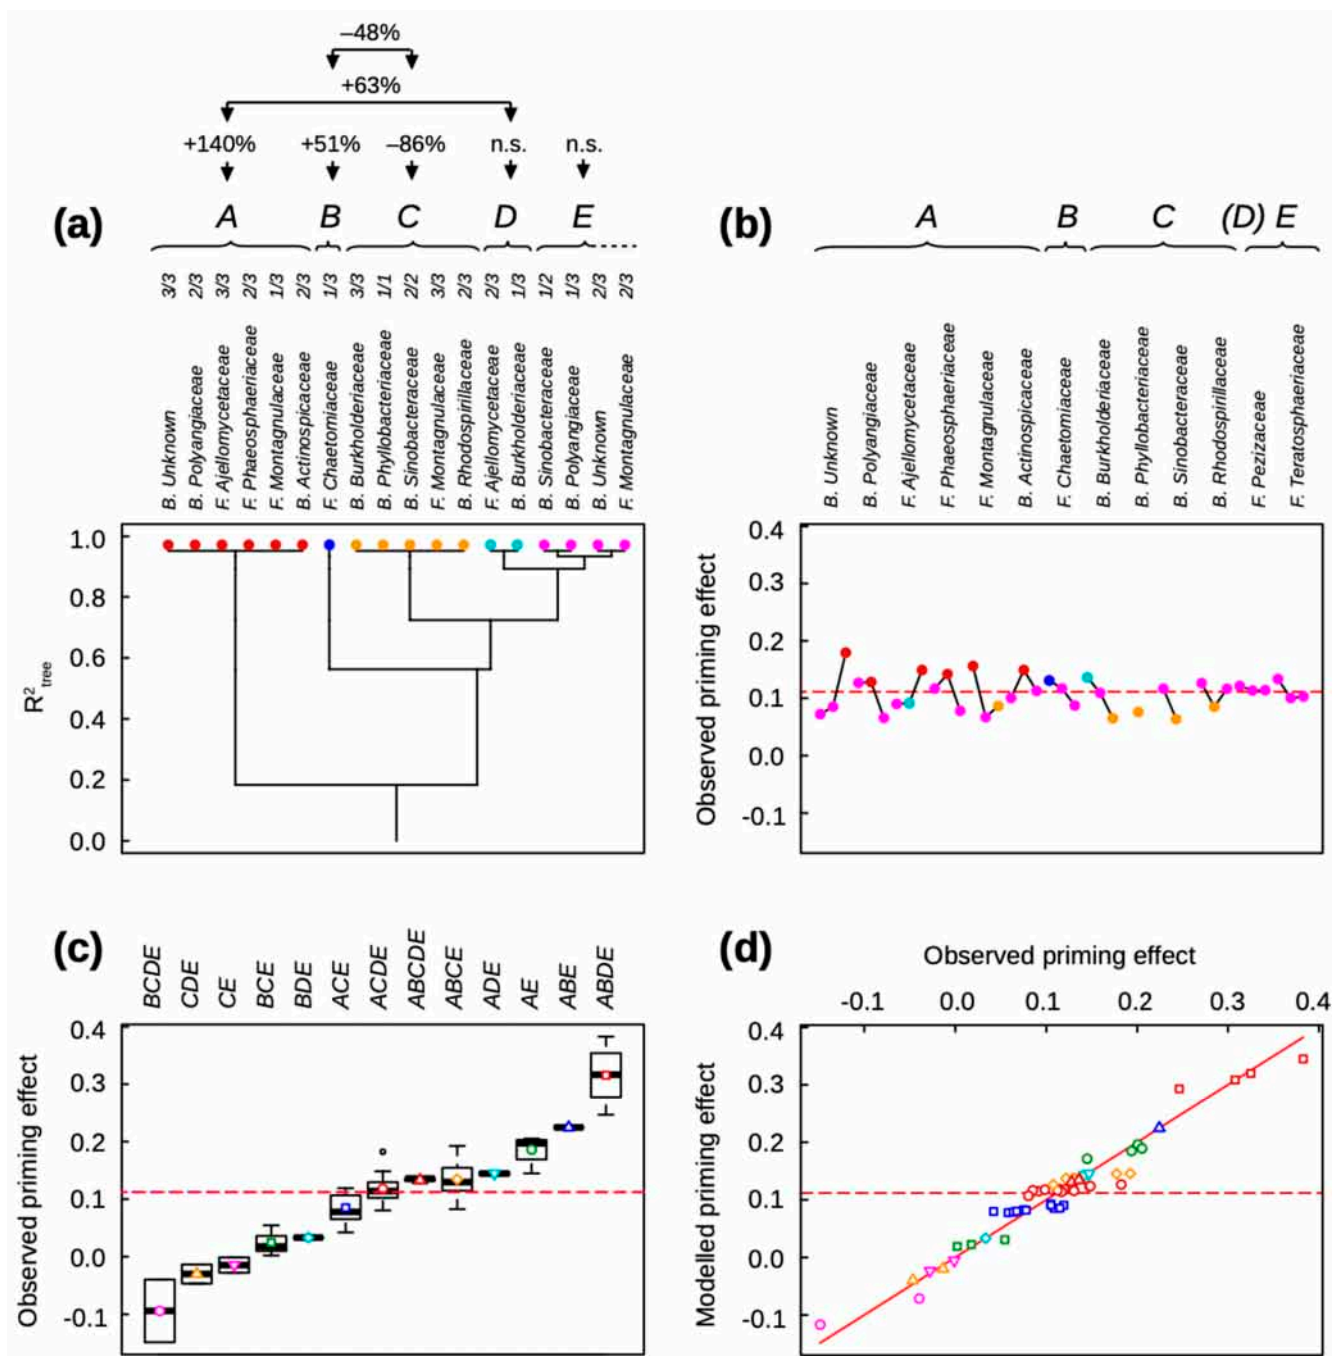 –48%
+63%
+140% +51% –86% n.s. n.s.
(a) A B C D E
3/3 2/3 3/3 2/3 1/3 2/3 1/3 3/3 1/1 2/2 3/3 2/3 2/3 1/3 1/2 1/3 2/3 2/3
B. Unknown
B. Polyangiaceae
F. Ajellomycetaceae
F. Phaeosphaeriaceae
F. Montagnulaceae
B. Actinospicaceae
F. Chaetomiaceae
B. Burkholderiaceae
B. Phyllobacteriaceae
B. Sinobacteraceae
F. Montagnulaceae
B. Rhodospirillaceae
F. Ajellomycetaceae
B. Burkholderiaceae
B. Sinobacteraceae
B. Polyangiaceae
B. Unknown
F. Montagnulaceae
R²tree
1.0
0.8
0.6
0.4
0.2
0.0
(b) A B C (D) E
B. Unknown
B. Polyangiaceae
F. Ajellomycetaceae
F. Phaeosphaeriaceae
F. Montagnulaceae
B. Actinospicaceae
F. Chaetomiaceae
B. Burkholderiaceae
B. Phyllobacteriaceae
B. Sinobacteraceae
B. Rhodospirillaceae
F. Pezizaceae
F. Teratosphaeriaceae
Observed priming effect
0.4
0.3
0.2
0.1
0.0
-0.1
(c) BCDE CDE CE BCE BDE ACE ACDE ABCDE ABCE ADE AE ABE ABDE
Observed priming effect
0.4
0.3
0.2
0.1
0.0
-0.1
(d) Observed priming effect
-0.1 0.0 0.1 0.2 0.3 0.4
Modelled priming effect
0.4
0.3
0.2
0.1
0.0
-0.1